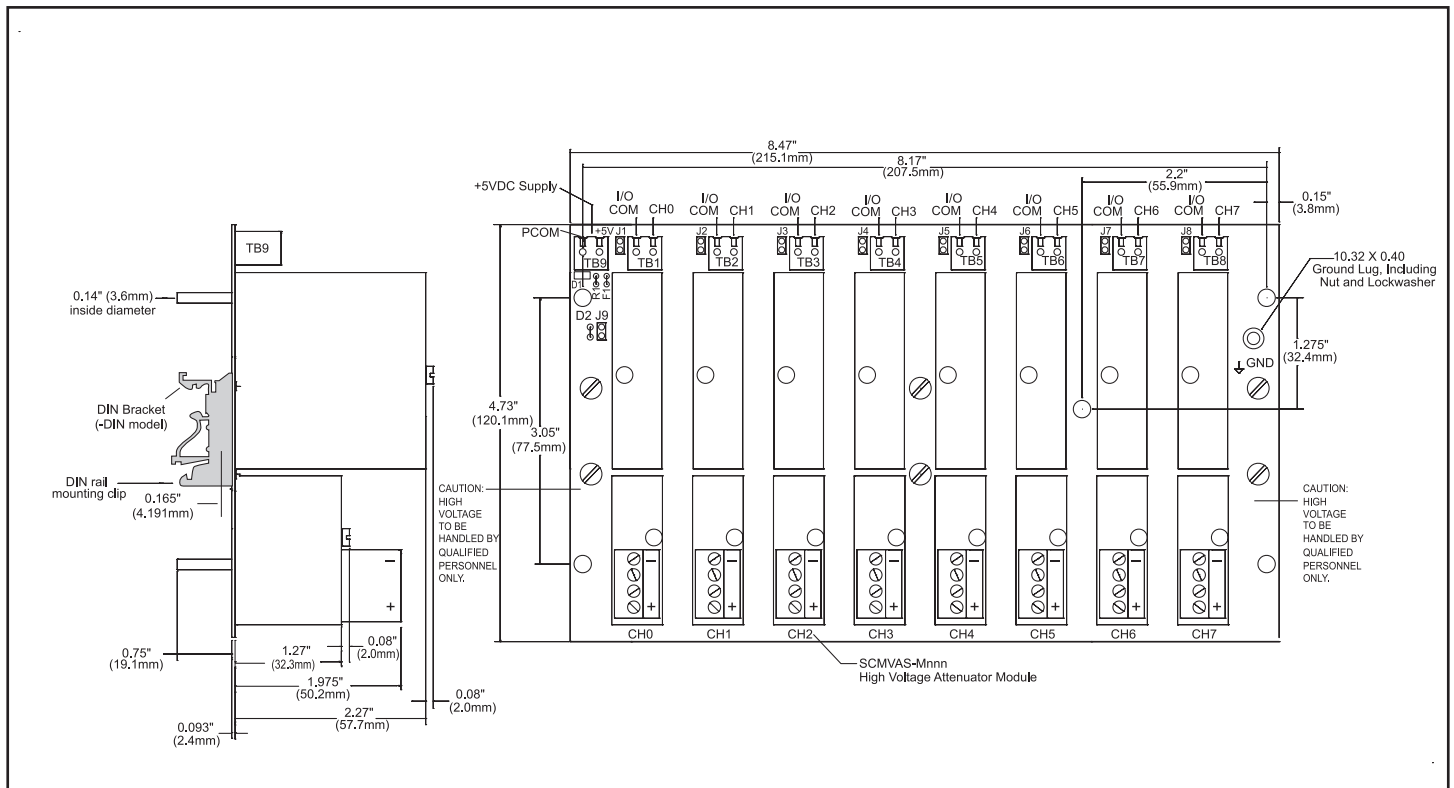 8.47"
(215.1mm)
8.17"
(207.5mm)
2.2"
(55.9mm)
0.15"
(3.8mm)
+5VDC Supply
PCOM
I/O
COM CH0
I/O
COM CH1
I/O
COM CH2
I/O
COM CH3
I/O
COM CH4
I/O
COM CH5
I/O
COM CH6
I/O
COM CH7
+5V J1 J2 J3 J4 J5 J6 J7 J8
TB9 TB9 TB1 TB2 TB3 TB4 TB5 TB6 TB7 TB8
D1 R1 F1
D2 J9
10.32 X 0.40
Ground Lug, Including
Nut and Lockwasher
0.14" (3.6mm)
inside diameter
1.275"
(32.4mm)
GND
DIN Bracket
(-DIN model)
4.73"
(120.1mm)
3.05"
(77.5mm)
DIN rail
mounting clip
0.165"
(4.191mm)
CAUTION:
HIGH
VOLTAGE
TO BE
HANDLED BY
QUALIFIED
PERSONNEL
ONLY.
CAUTION:
HIGH
VOLTAGE
TO BE
HANDLED BY
QUALIFIED
PERSONNEL
ONLY.
– – – – – – – – –
+ + + + + + + + +
CH0 CH1 CH2 CH3 CH4 CH5 CH6 CH7
SCMVAS-Mnnn
High Voltage Attenuator Module
0.75"
(19.1mm)
1.27"
(32.3mm)
0.08"
(2.0mm)
1.975"
(50.2mm)
2.27"
(57.7mm)
0.08"
(2.0mm)
0.093"
(2.4mm)